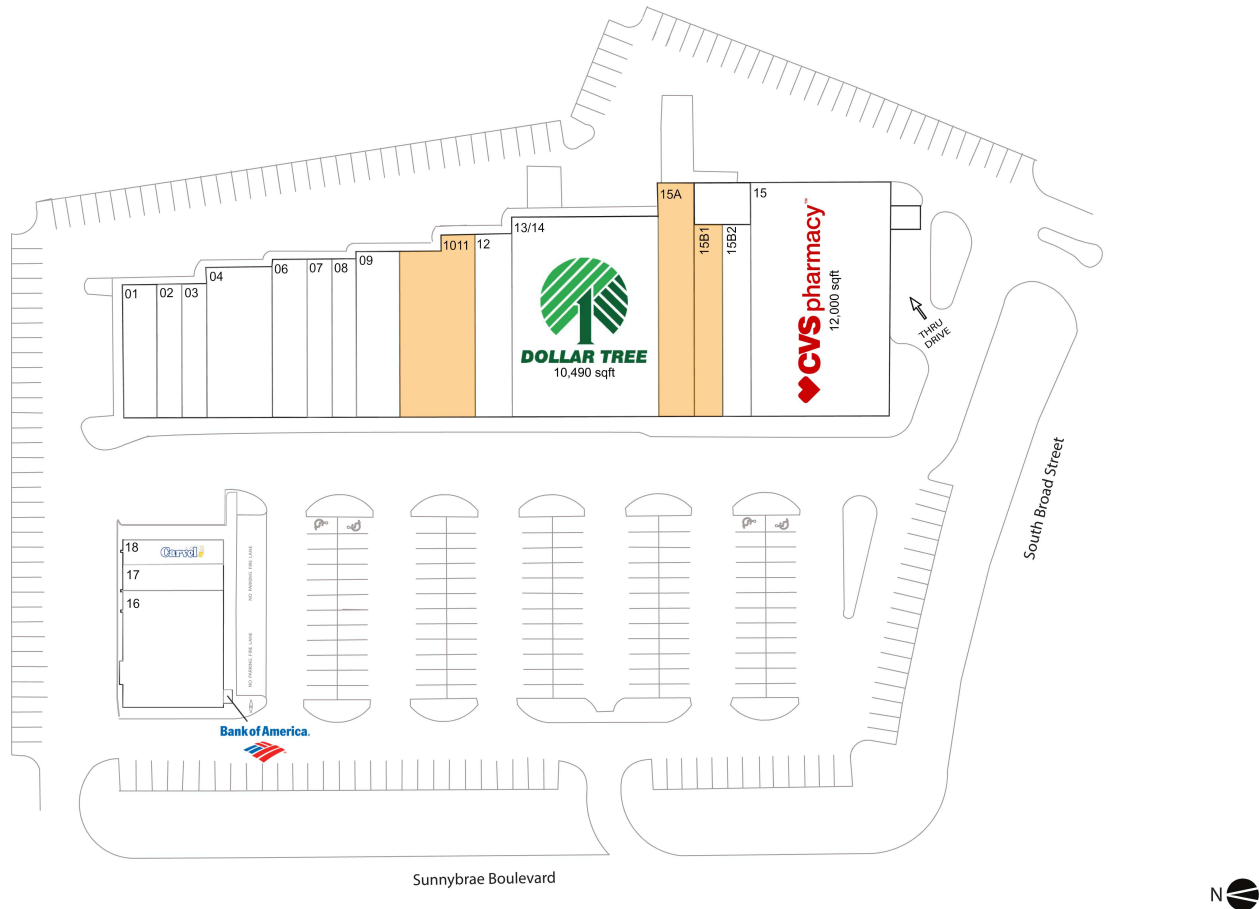 15A
15
13/14
15B1
15B2
CVS pharmacy™
12,000 sqft
1011
12
09
04
06
07
08
01
02
03
DOLLAR TREE
10,490 sqft
THRU
DRIVE
South Broad Street
18
Carvel
17
16
NO PARKING FIRE LANE
NO PARKING FIRE LANE
Bank of America.
Sunnybrae Boulevard
N